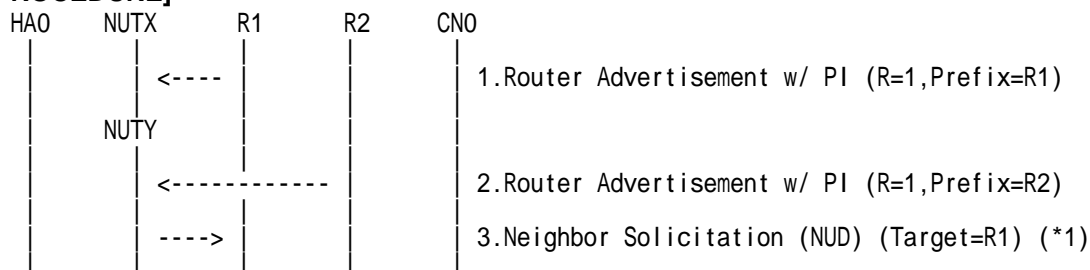 HA0 NUTX R1 R2 CN0
<---- 1.Router Advertisement w/ PI (R=1,Prefix=R1)
NUTY
<------------ 2.Router Advertisement w/ PI (R=1,Prefix=R2)
----> 3.Neighbor Solicitation (NUD) (Target=R1) (*1)